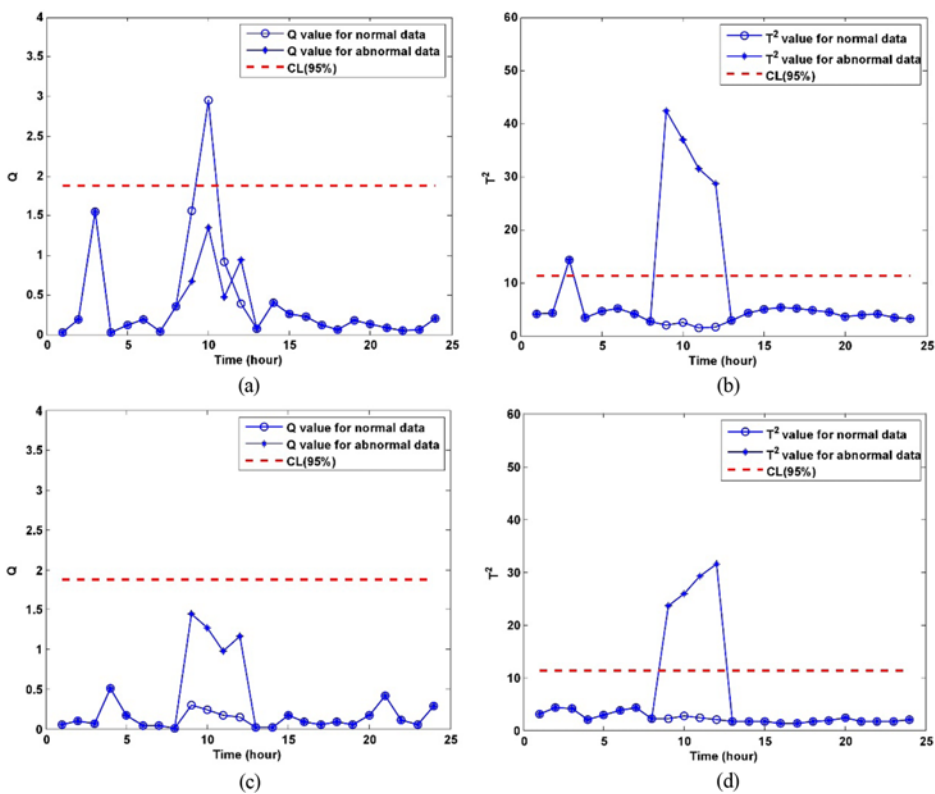 4
3.5
3
2.5
2
1.5
1
0.5
0
Q
0 5 10 15 20 25
Time (hour)
Q value for normal data
Q value for abnormal data
CL(95%)
(a)
60
50
40
30
20
10
0
T²
0 5 10 15 20 25
Time (hour)
T² value for normal data
T² value for abnormal data
CL(95%)
(b)
4
3.5
3
2.5
2
1.5
1
0.5
0
Q
0 5 10 15 20 25
Time (hour)
Q value for normal data
Q value for abnormal data
CL(95%)
(c)
60
50
40
30
20
10
0
T²
0 5 10 15 20 25
Time (hour)
T² value for normal data
T² value for abnormal data
CL(95%)
(d)